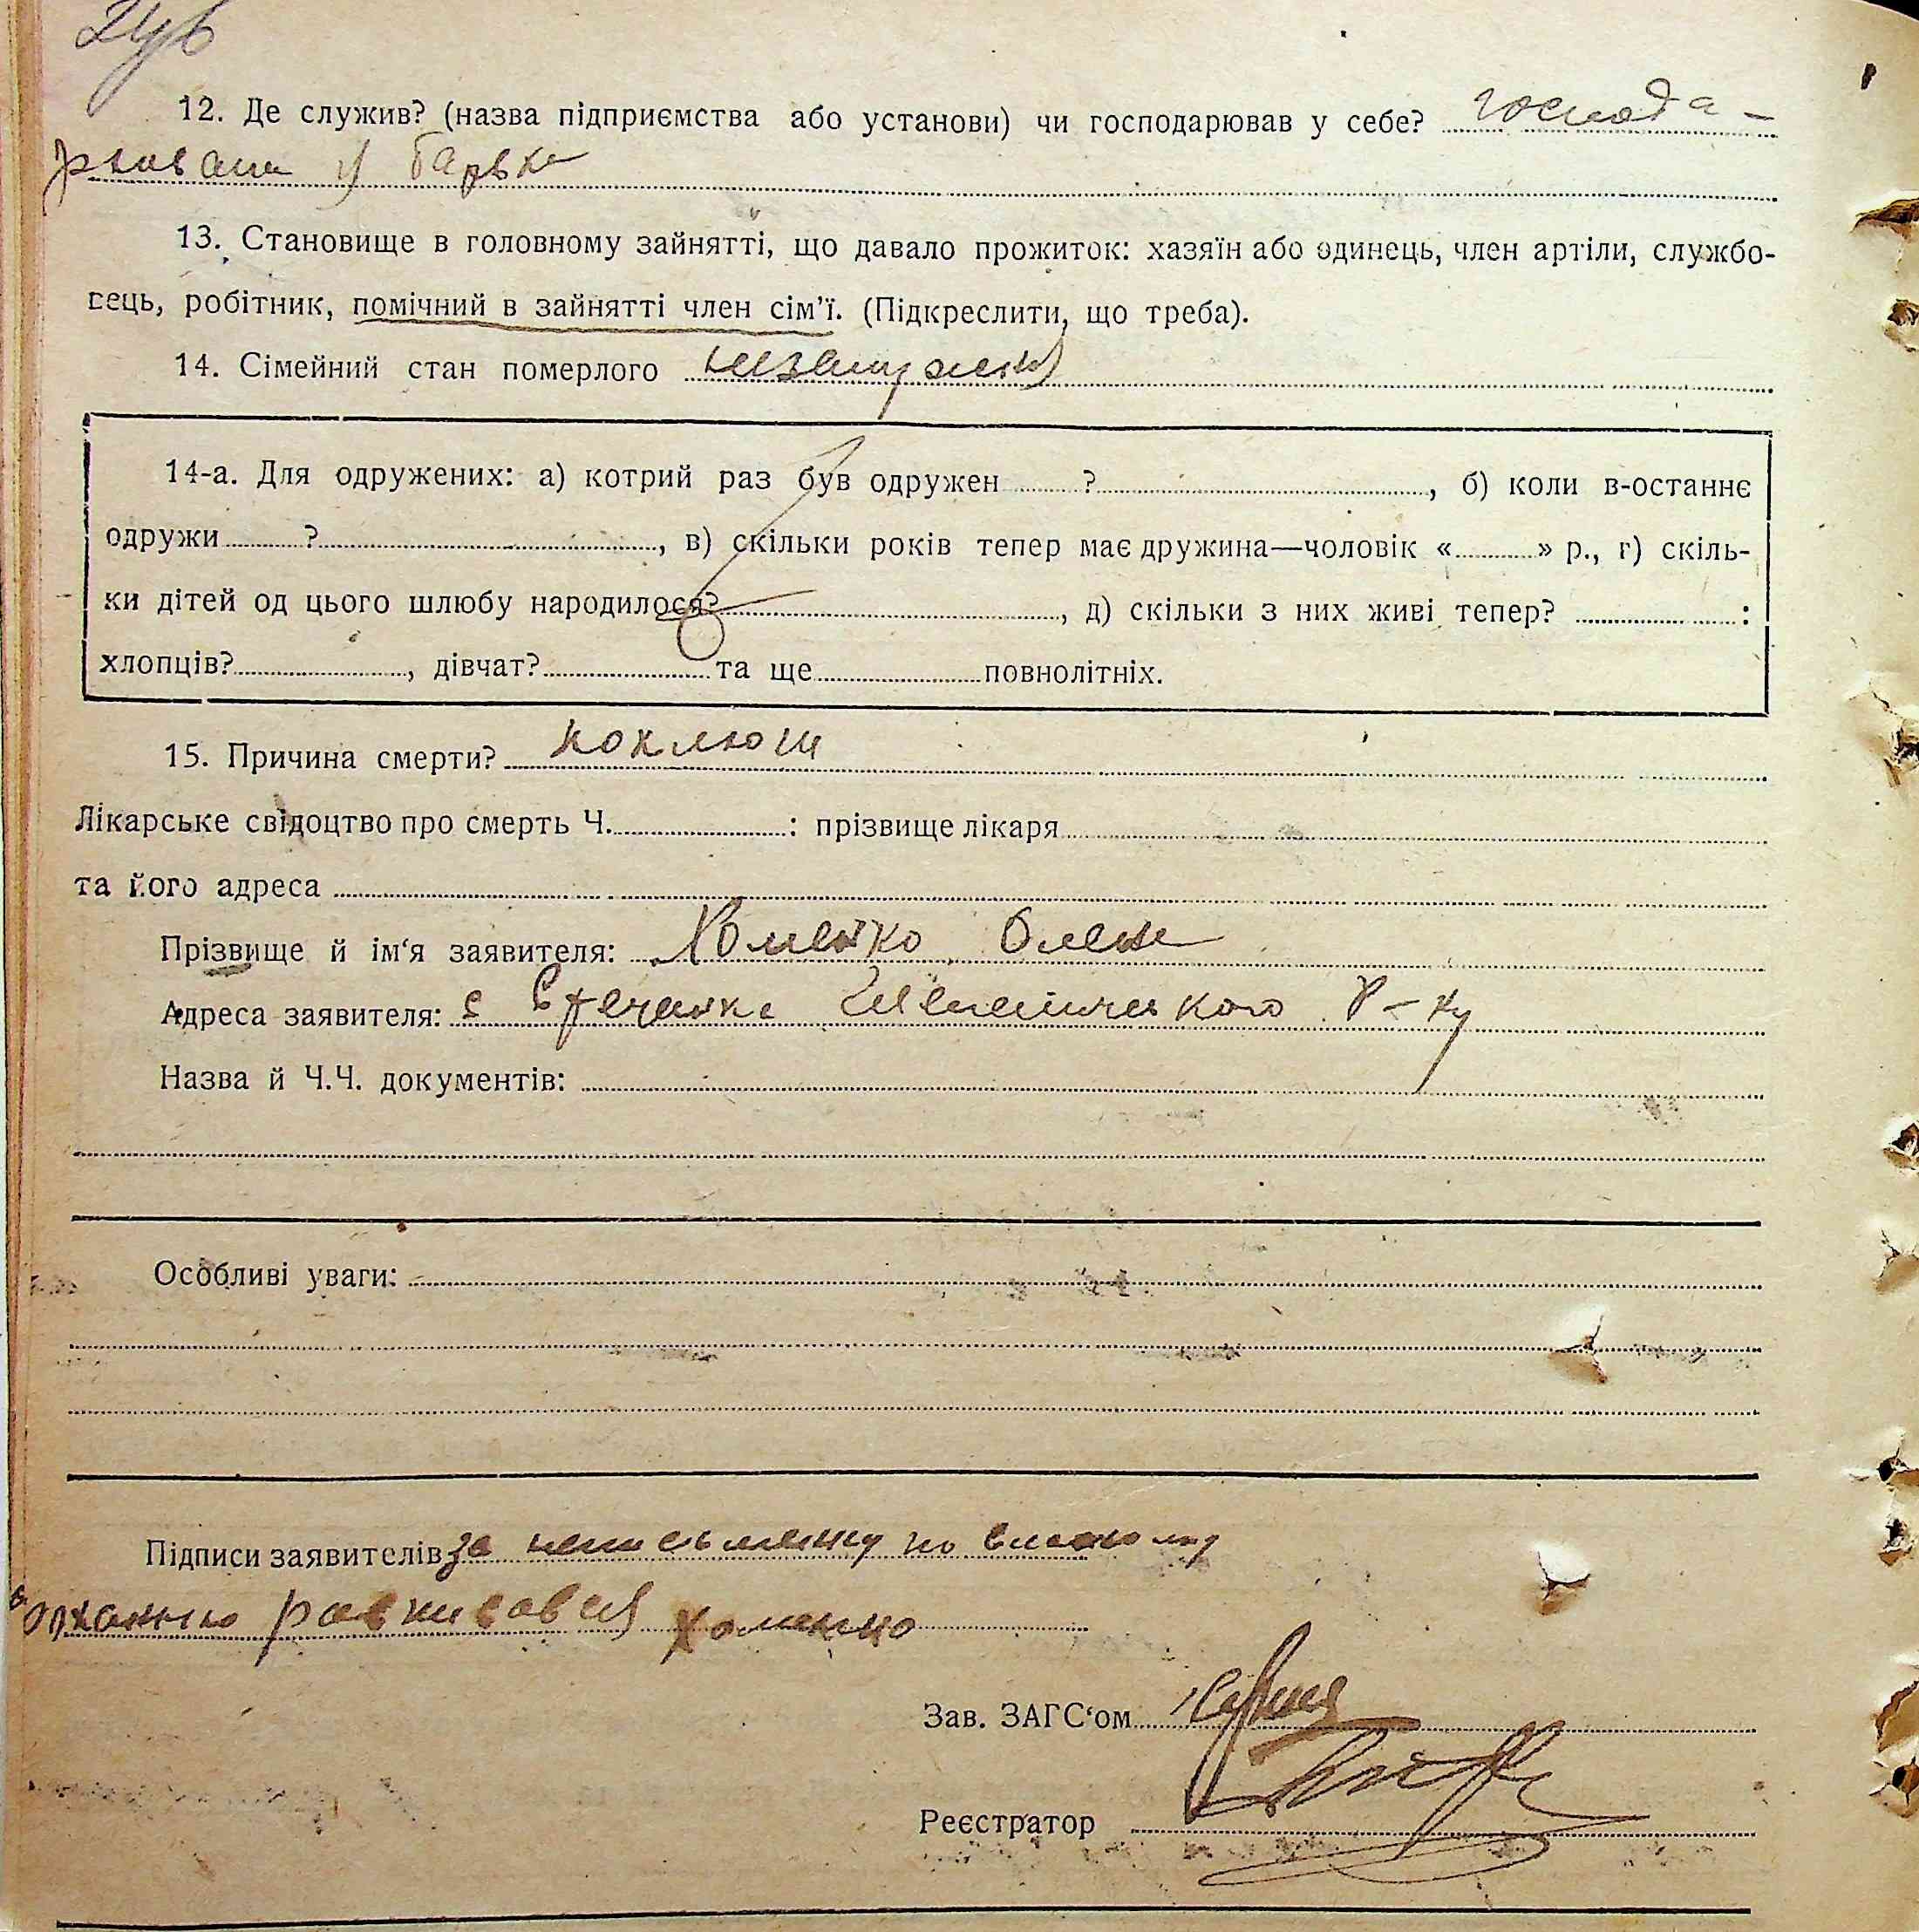 12. Де служив? (назва підприємства або установи) чи господарював у себе? господа-
рювали у батька
13. Становище в головному зайнятті, що давало прожиток: хазяїн або одинець, член артіли, службо-
вець, робітник, помічний в зайнятті член сім'ї. (Підкреслити, що треба).
14. Сімейний стан померлого
14-а. Для одружених: а) котрий раз був одружен ? , б) коли в-останнє
одружи ? , в) скільки років тепер має дружина—чоловік « » р., г) скіль-
ки дітей од цього шлюбу народилося? , д) скільки з них живі тепер? :
хлопців? , дівчат? та ще повнолітніх.
15. Причина смерти? коклюш
Лікарське свідоцтво про смерть Ч. : прізвище лікаря
та його адреса
Прізвище й ім'я заявителя: Хоменко Олена
Адреса заявителя: с р-ну
Назва й Ч.Ч. документів:
Особливі уваги:
Підписи заявителів за неписьменну по
росписався Хоменко
Зав. ЗАГС'ом
Реєстратор